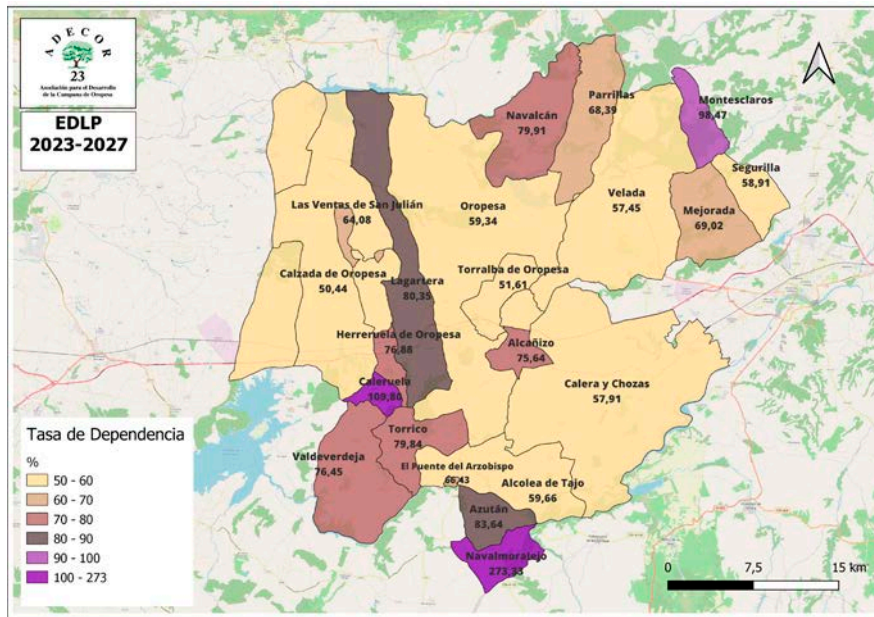 ADECOR
23
Asociación para el Desarrollo
de la Campana de Oropesa
EDLP
2023-2027
Navalcán
79,91
Parrillas
68,39
Montesclaros
98,47
Segurilla
58,91
Velada
57,45
Mejorada
69,02
Las Ventas de San Julián
64,08
Oropesa
59,34
Calzada de Oropesa
50,44
Lagartera
80,35
Torralba de Oropesa
51,61
Herreruela de Oropesa
76,88
Alcañizo
75,64
Caleruela
109,80
Calera y Chozas
57,91
Torrico
79,84
Valdeverdeja
76,45
El Puente del Arzobispo
66,43
Alcolea de Tajo
59,66
Azután
83,64
Navalmoralejo
273,33
Tasa de Dependencia
%
50 - 60
60 - 70
70 - 80
80 - 90
90 - 100
100 - 273
0 7,5 15 km